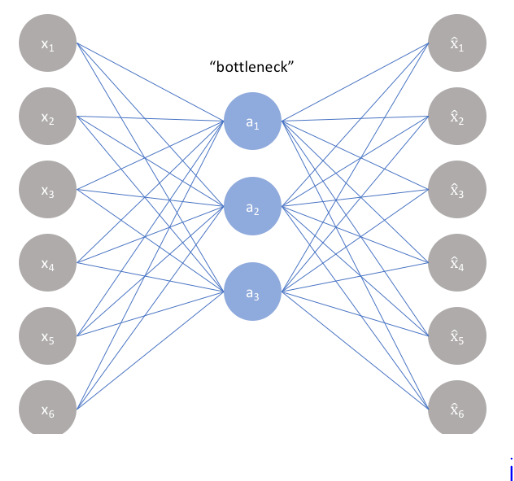 "bottleneck"
x₁
x₂
x₃
x₄
x₅
x₆
a₁
a₂
a₃
x̂₁
x̂₂
x̂₃
x̂₄
x̂₅
x̂₆
i